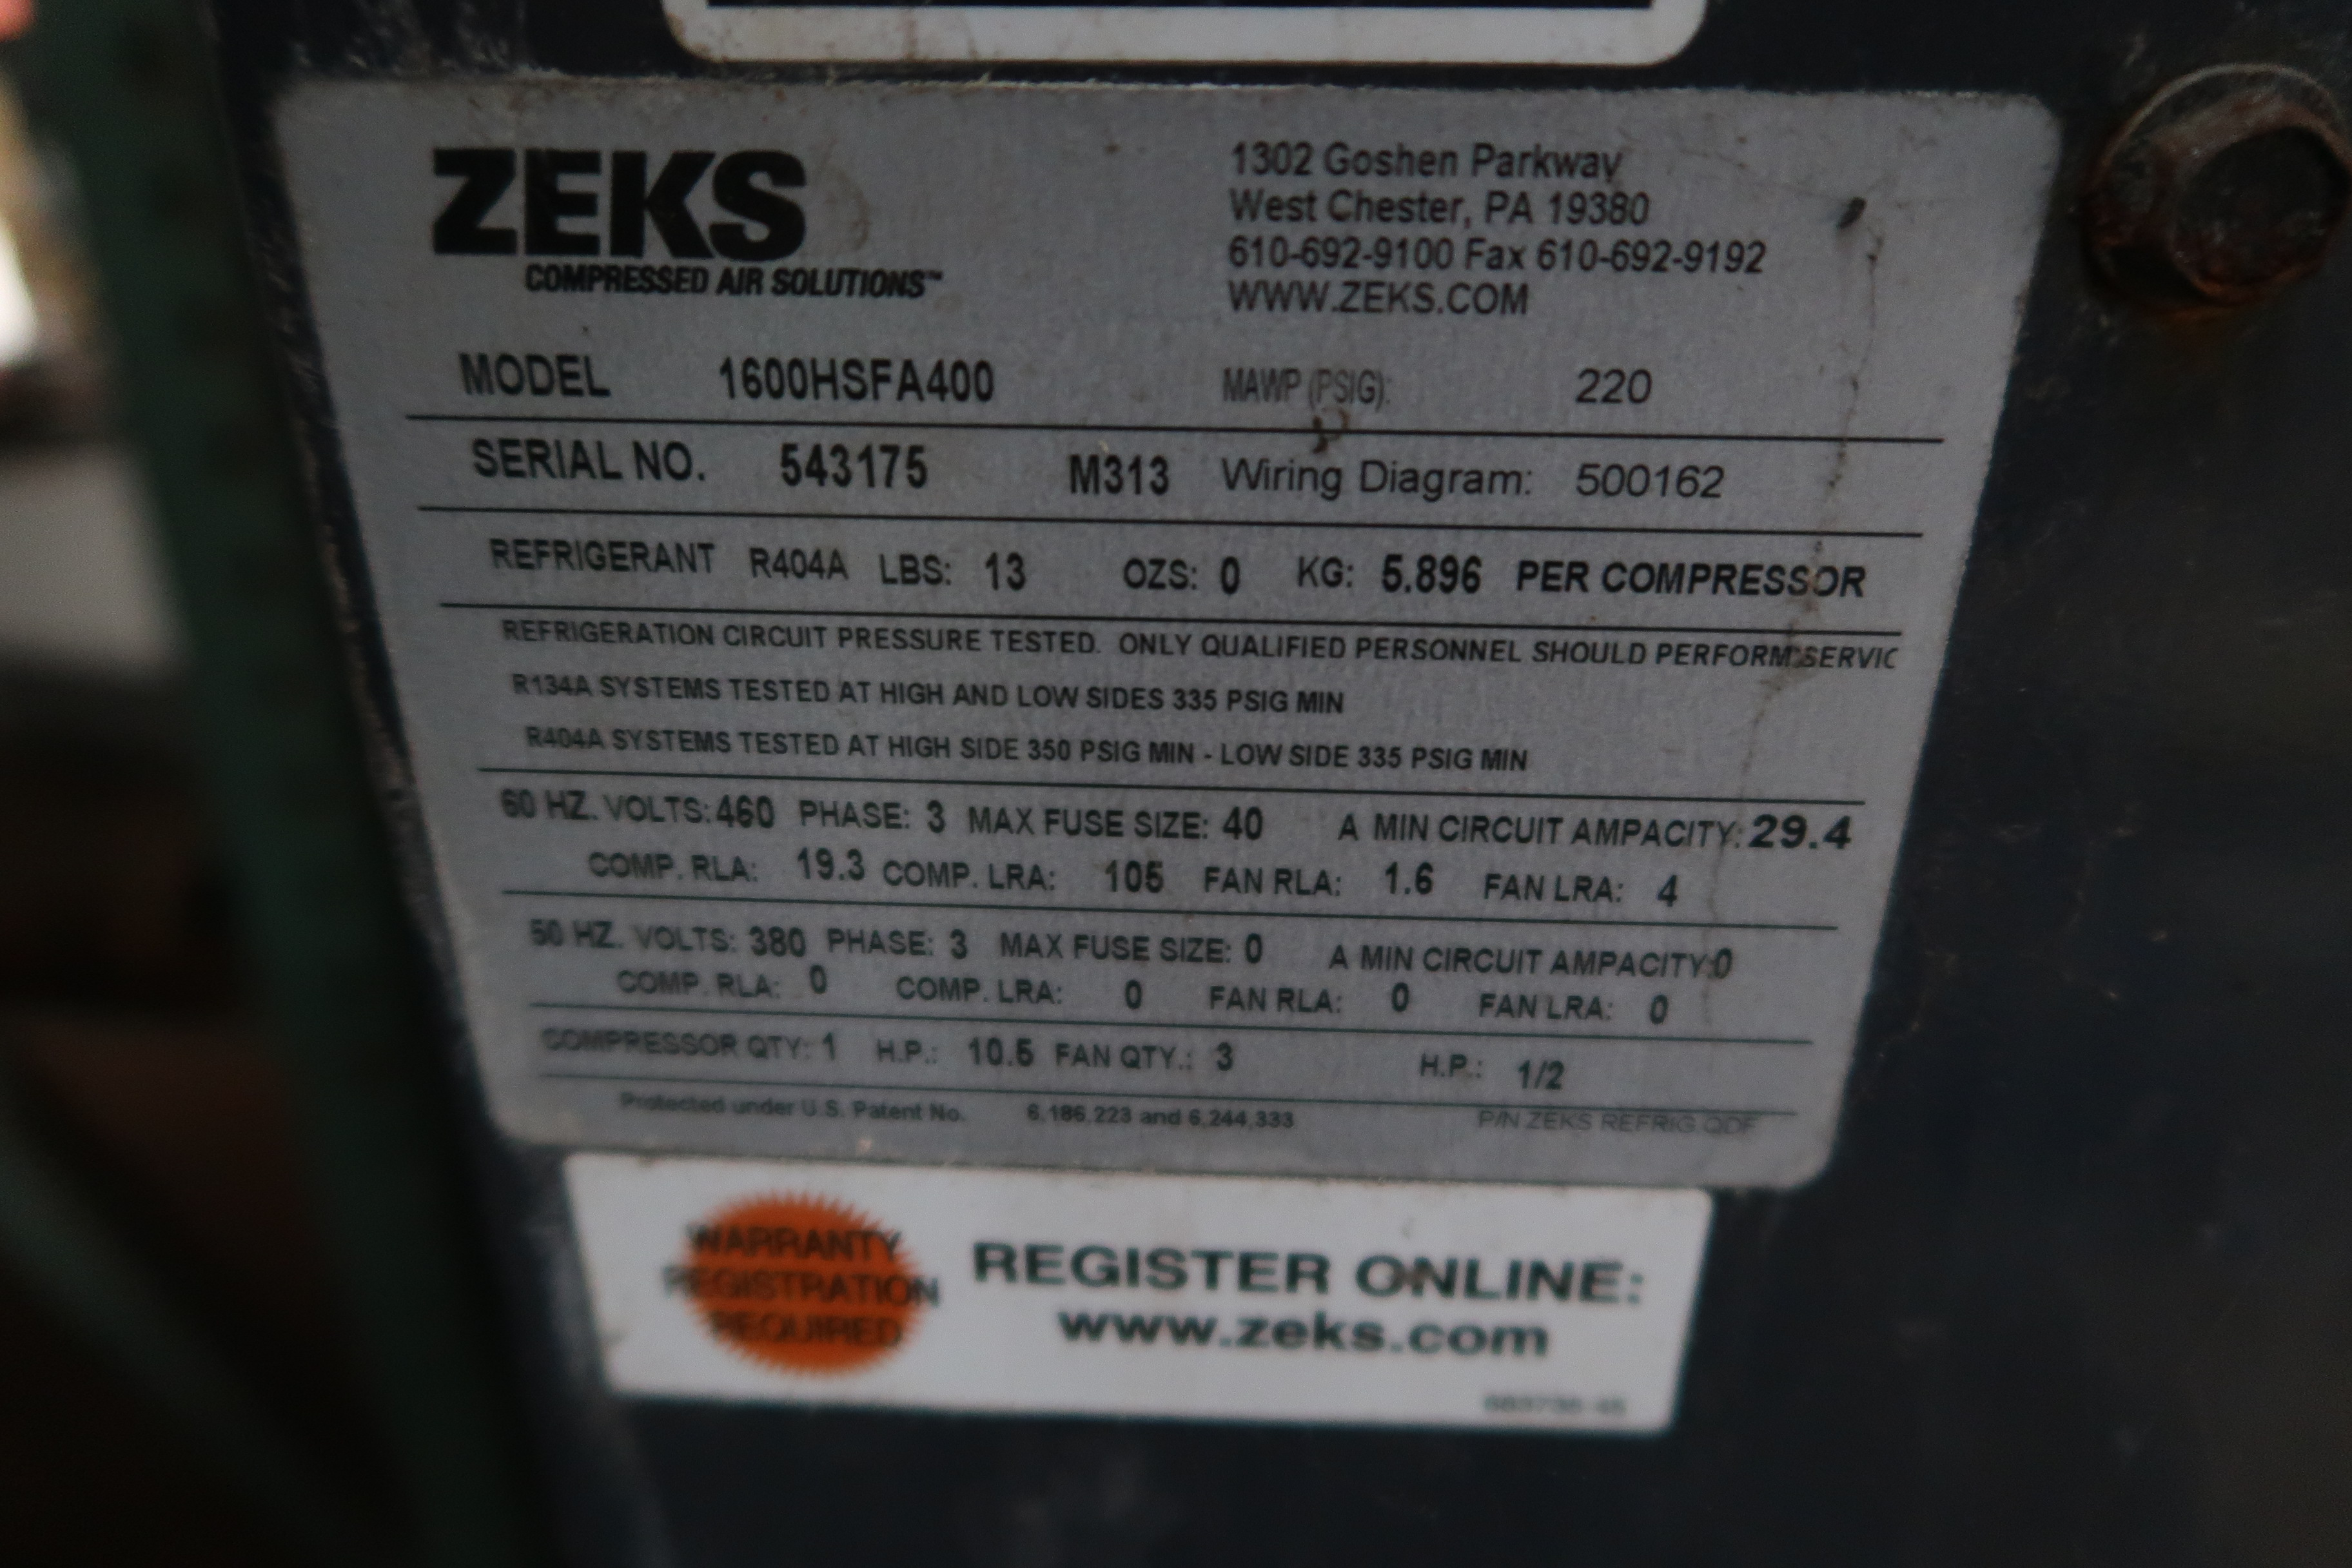 ZEKS
COMPRESSED AIR SOLUTIONS™
1302 Goshen Parkway
West Chester, PA 19380
610-692-9100 Fax 610-692-9192
WWW.ZEKS.COM
MODEL 1600HSFA400 MAWP (PSIG): 220
SERIAL NO. 543175 M313 Wiring Diagram: 500162
REFRIGERANT R404A LBS: 13 OZS: 0 KG: 5.896 PER COMPRESSOR
REFRIGERATION CIRCUIT PRESSURE TESTED. ONLY QUALIFIED PERSONNEL SHOULD PERFORM SERVIC
R134A SYSTEMS TESTED AT HIGH AND LOW SIDES 335 PSIG MIN
R404A SYSTEMS TESTED AT HIGH SIDE 350 PSIG MIN - LOW SIDE 335 PSIG MIN
60 HZ. VOLTS: 460 PHASE: 3 MAX FUSE SIZE: 40 A MIN CIRCUIT AMPACITY: 29.4
COMP. RLA: 19.3 COMP. LRA: 105 FAN RLA: 1.6 FAN LRA: 4
50 HZ. VOLTS: 380 PHASE: 3 MAX FUSE SIZE: 0 A MIN CIRCUIT AMPACITY:0
COMP. RLA: 0 COMP. LRA: 0 FAN RLA: 0 FAN LRA: 0
COMPRESSOR QTY: 1 H.P.: 10.5 FAN QTY.: 3 H.P.: 1/2
Protected under U.S. Patent No. 6,186,223 and 6,244,333 P/N ZEKS REFRIG.QDF
WARRANTY
REGISTRATION
REQUIRED
REGISTER ONLINE:
www.zeks.com